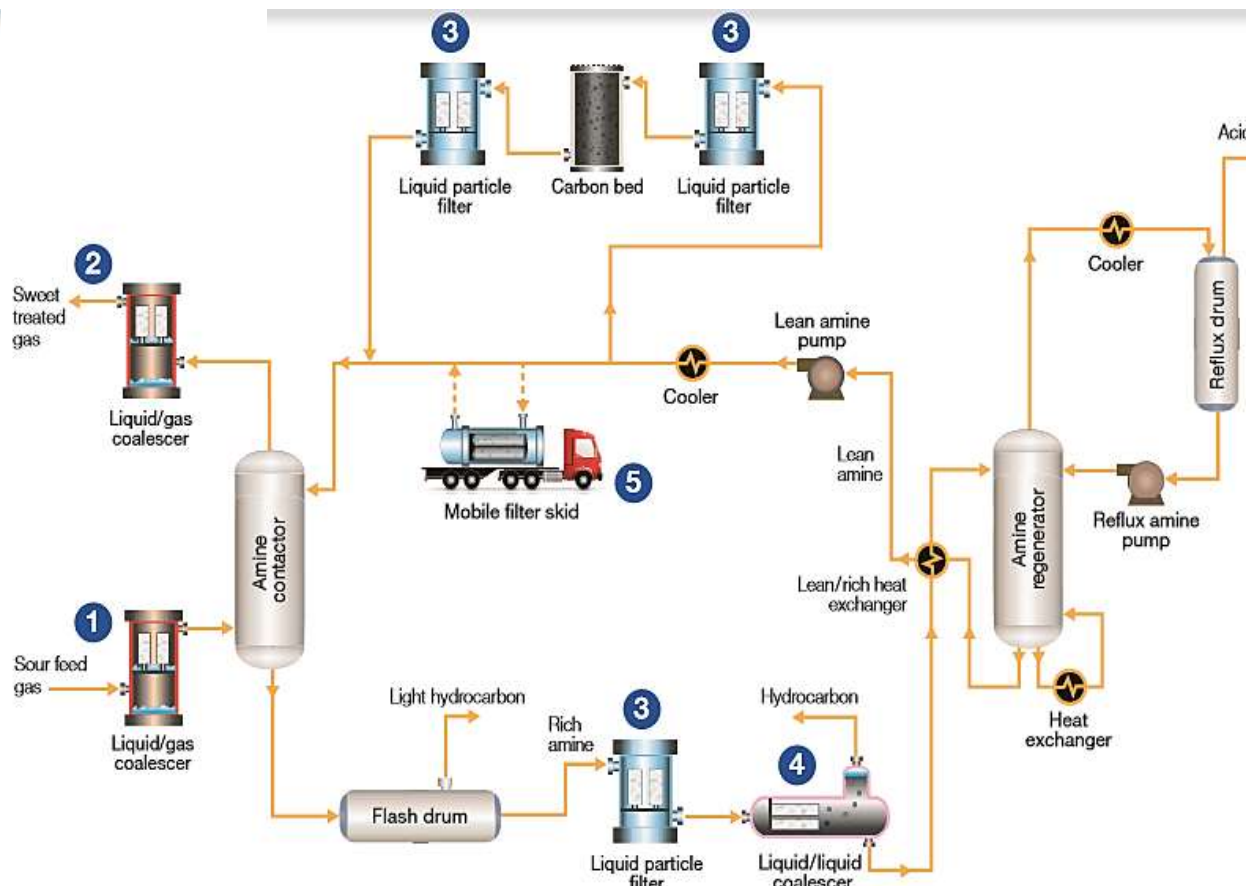 3
3
Liquid particle
filter
Carbon bed
Liquid particle
filter
Acid
2
Sweet
treated
gas
Liquid/gas
coalescer
Cooler
Reflux drum
Lean amine
pump
Cooler
Lean
amine
5
Mobile filter skid
Amine
contactor
Amine
regenerator
Reflux amine
pump
Lean/rich heat
exchanger
1
Sour feed
gas
Liquid/gas
coalescer
Light hydrocarbon
Rich
amine
3
Hydrocarbon
4
Heat
exchanger
Flash drum
Liquid particle
filter
Liquid/liquid
coalescer